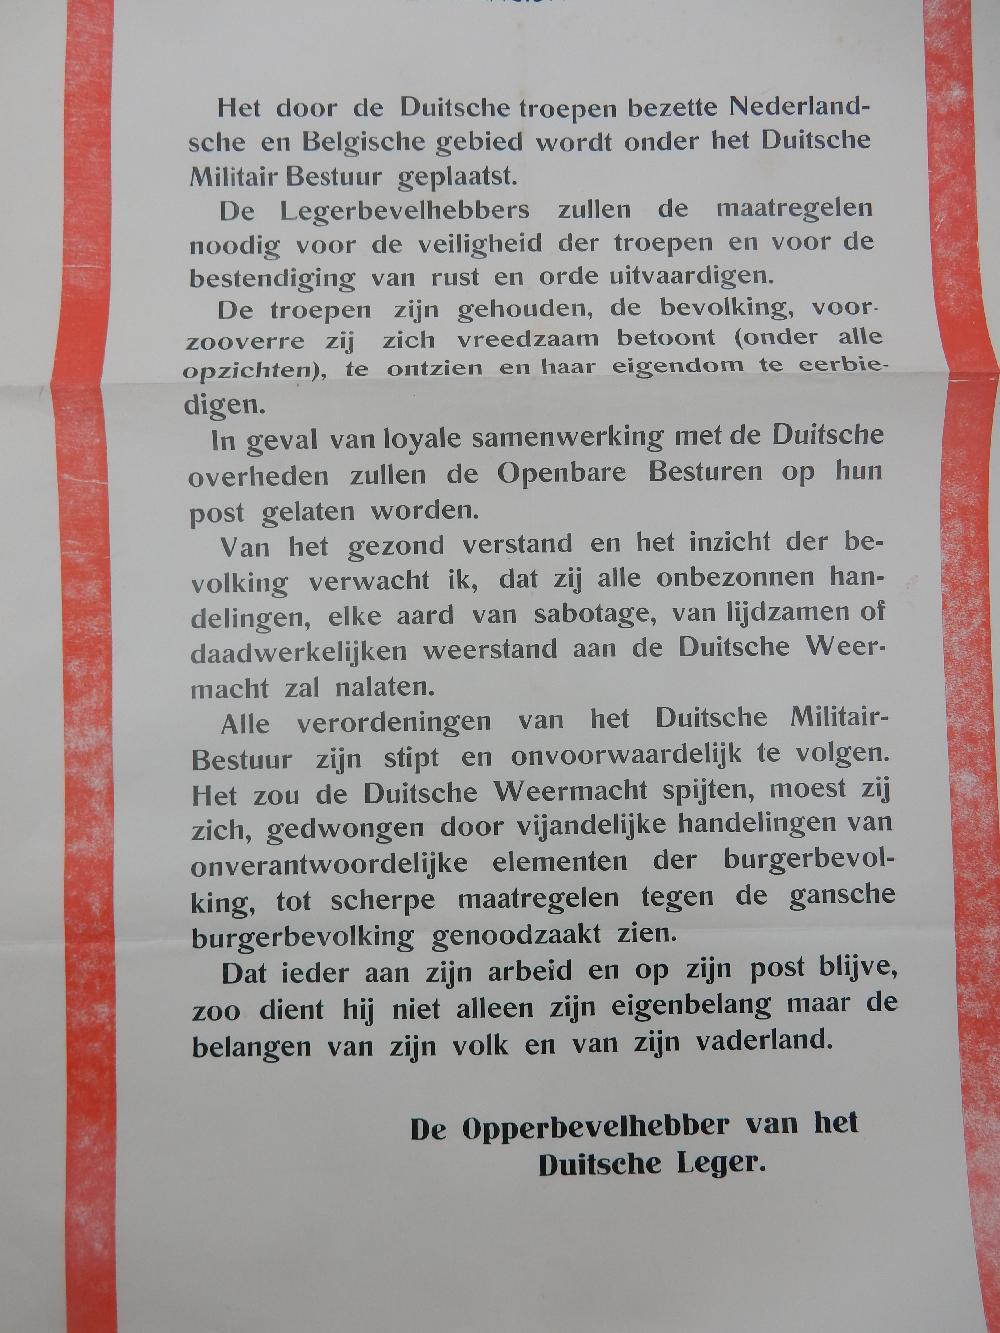 Het door de Duitsche troepen bezette Nederland-
sche en Belgische gebied wordt onder het Duitsche
Militair Bestuur geplaatst.
De Legerbevelhebbers zullen de maatregelen
noodig voor de veiligheid der troepen en voor de
bestendiging van rust en orde uitvaardigen.
De troepen zijn gehouden, de bevolking, voor-
zooverre zij zich vreedzaam betoont (onder alle
opzichten), te ontzien en haar eigendom te eerbie-
digen.
In geval van loyale samenwerking met de Duitsche
overheden zullen de Openbare Besturen op hun
post gelaten worden.
Van het gezond verstand en het inzicht der be-
volking verwacht ik, dat zij alle onbezonnen han-
delingen, elke aard van sabotage, van lijdzamen of
daadwerkelijken weerstand aan de Duitsche Weer-
macht zal nalaten.
Alle verordeningen van het Duitsche Militair-
Bestuur zijn stipt en onvoorwaardelijk te volgen.
Het zou de Duitsche Weermacht spijten, moest zij
zich, gedwongen door vijandelijke handelingen van
onverantwoordelijke elementen der burgerbevol-
king, tot scherpe maatregelen tegen de gansche
burgerbevolking genoodzaakt zien.
Dat ieder aan zijn arbeid en op zijn post blijve,
zoo dient hij niet alleen zijn eigenbelang maar de
belangen van zijn volk en van zijn vaderland.
De Opperbevelhebber van het
Duitsche Leger.